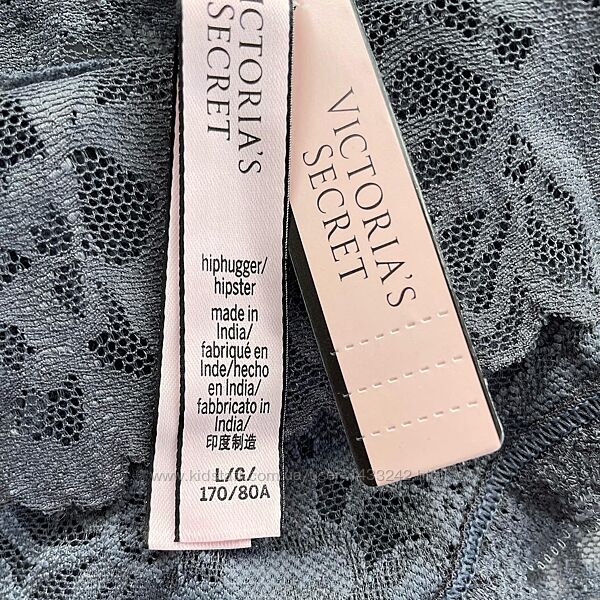 VICTORIA'S
SECRET
hiphugger/
hipster
made in
India/
fabriqué en
Inde/hecho
en India/
fabbricato in
India/
印度制造
L/G/
170/80A
VICTORIA'S
SECRET